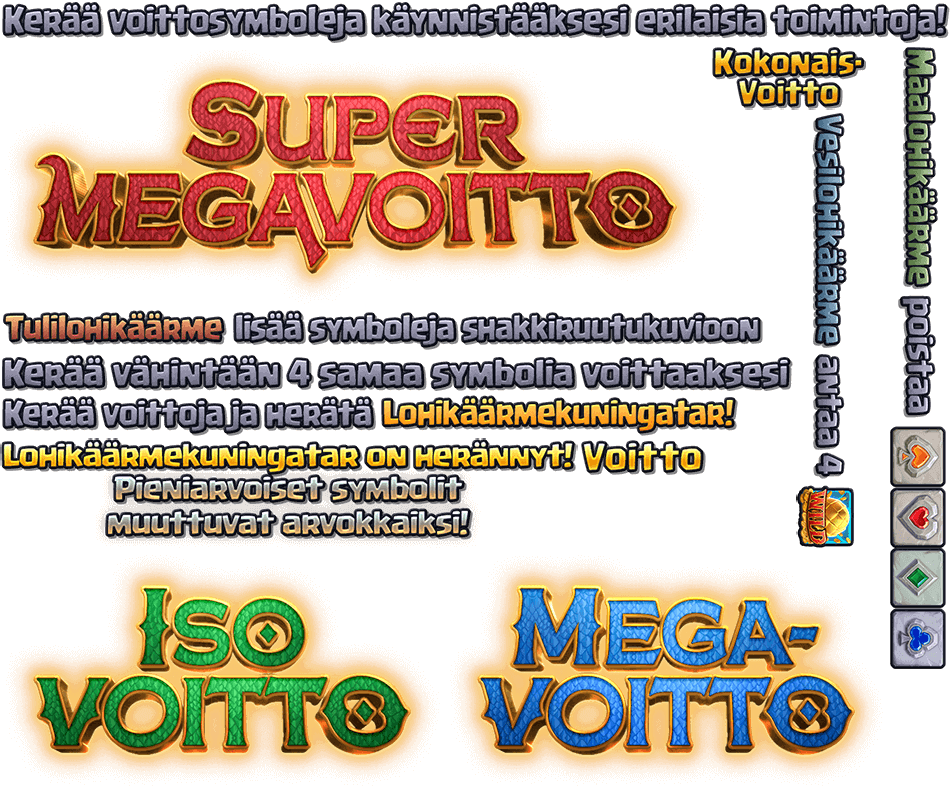 Kerää voittosymboleja käynnistääksesi erilaisia toimintoja!
Kokonais-
Voitto
Super
Megavoitto
Maalohikäärme poistaa
Vesilohikäärme antaa 4
WILD
Tulilohikäärme lisää symboleja shakkiruutukuvioon
Kerää vähintään 4 samaa symbolia voittaaksesi
Kerää voittoja ja herätä Lohikäärmekuningatar!
Lohikäärmekuningatar on herännyt! Voitto
Pieniarvoiset symbolit
muuttuvat arvokkaiksi!
Iso
Voitto
Mega-
Voitto